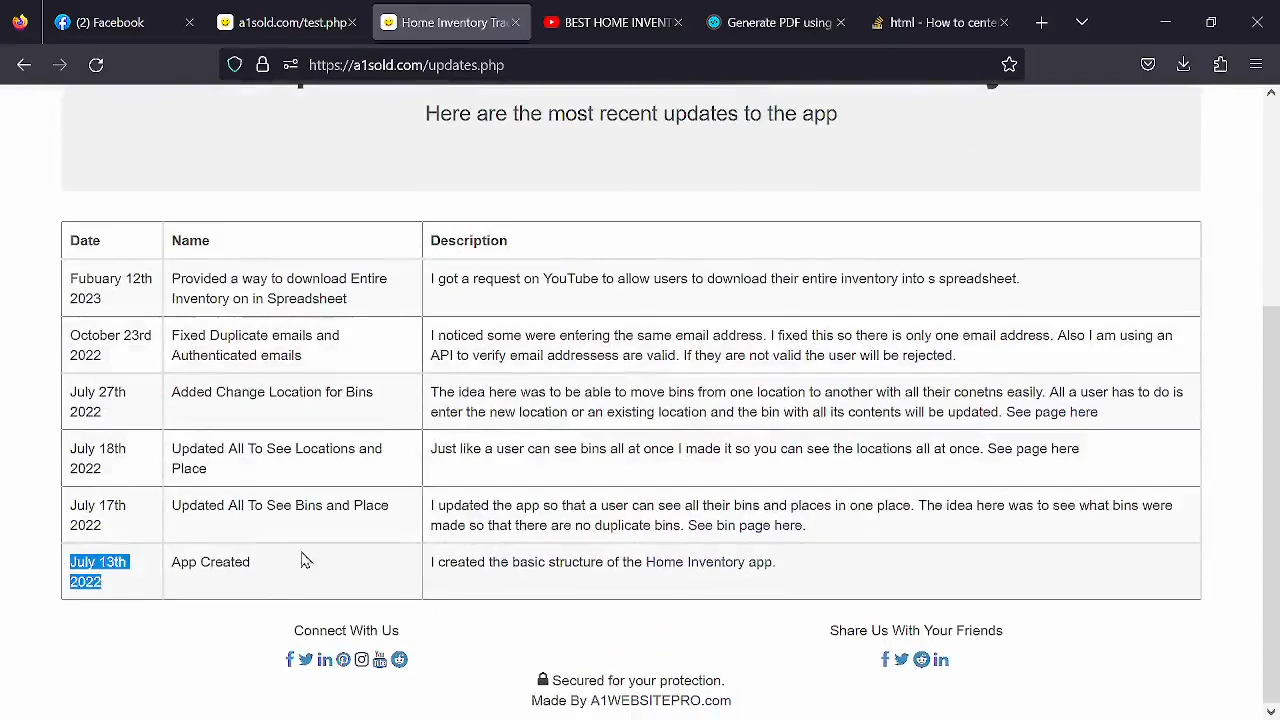 (2) Facebook
a1sold.com/test.php
Home Inventory Tra
BEST HOME INVENT
Generate PDF using
html - How to cente
https://a1sold.com/updates.php
Here are the most recent updates to the app
Date Name Description
Fubuary 12th
2023
Provided a way to download Entire
Inventory on in Spreadsheet
I got a request on YouTube to allow users to download their entire inventory into s spreadsheet.
October 23rd
2022
Fixed Duplicate emails and
Authenticated emails
I noticed some were entering the same email address. I fixed this so there is only one email address. Also I am using an
API to verify email addressess are valid. If they are not valid the user will be rejected.
July 27th
2022
Added Change Location for Bins
The idea here was to be able to move bins from one location to another with all their conetns easily. All a user has to do is
enter the new location or an existing location and the bin with all its contents will be updated. See page here
July 18th
2022
Updated All To See Locations and
Place
Just like a user can see bins all at once I made it so you can see the locations all at once. See page here
July 17th
2022
Updated All To See Bins and Place
I updated the app so that a user can see all their bins and places in one place. The idea here was to see what bins were
made so that there are no duplicate bins. See bin page here.
July 13th
2022
App Created
I created the basic structure of the Home Inventory app.
Connect With Us
Share Us With Your Friends
Secured for your protection.
Made By A1WEBSITEPRO.com